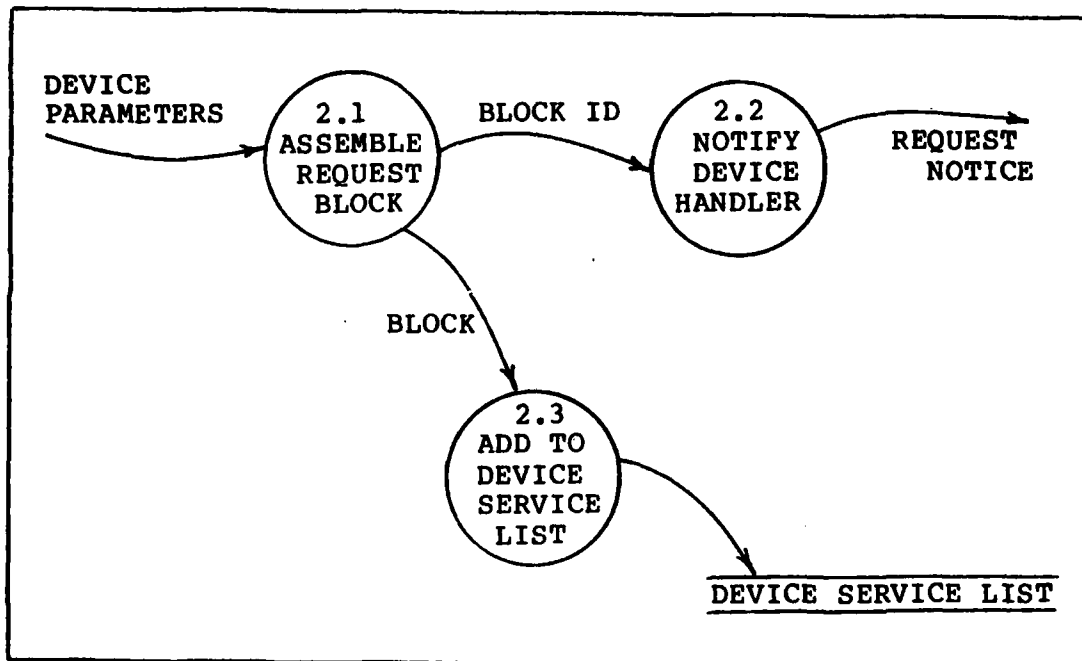 DEVICE
PARAMETERS
2.1
ASSEMBLE
REQUEST
BLOCK
BLOCK ID
2.2
NOTIFY
DEVICE
HANDLER
REQUEST
NOTICE
BLOCK
2.3
ADD TO
DEVICE
SERVICE
LIST
DEVICE SERVICE LIST